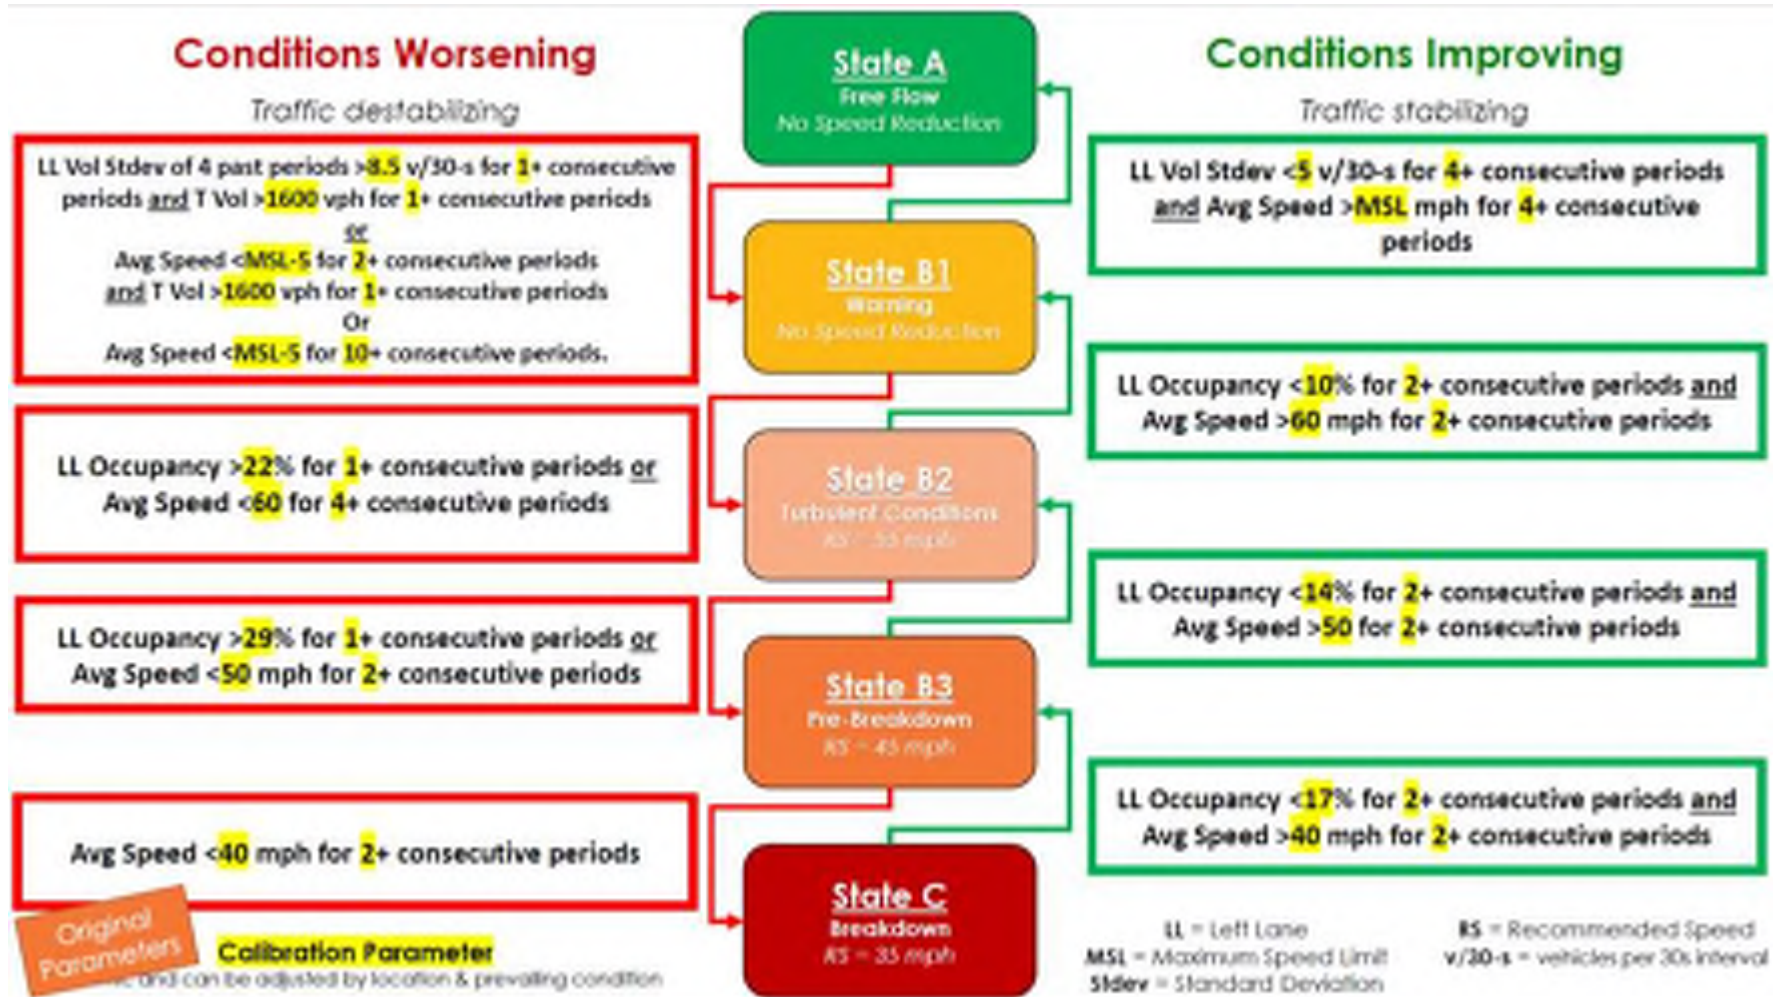 Conditions Worsening
Traffic destabilizing
LL Vol Stdev of 4 past periods >8.5 v/30-s for 1+ consecutive
periods and T Vol >1600 vph for 1+ consecutive periods
or
Avg Speed <MSL-5 for 2+ consecutive periods
and T Vol >1600 vph for 1+ consecutive periods
Or
Avg Speed <MSL-5 for 10+ consecutive periods.
LL Occupancy >22% for 1+ consecutive periods or
Avg Speed <60 for 4+ consecutive periods
LL Occupancy >29% for 1+ consecutive periods or
Avg Speed <50 mph for 2+ consecutive periods
Avg Speed <40 mph for 2+ consecutive periods
Original
Parameters
Calibration Parameter
and can be adjusted by location & prevailing condition
State A
Free Flow
No Speed Reduction
State B1
Warning
No Speed Reduction
State B2
Turbulent Conditions
RS = 55 mph
State B3
Pre-Breakdown
RS = 45 mph
State C
Breakdown
RS = 35 mph
Conditions Improving
Traffic stabilizing
LL Vol Stdev <5 v/30-s for 4+ consecutive periods
and Avg Speed >MSL mph for 4+ consecutive
periods
LL Occupancy <10% for 2+ consecutive periods and
Avg Speed >60 mph for 2+ consecutive periods
LL Occupancy <14% for 2+ consecutive periods and
Avg Speed >50 for 2+ consecutive periods
LL Occupancy <17% for 2+ consecutive periods and
Avg Speed >40 mph for 2+ consecutive periods
LL = Left Lane
MSL = Maximum Speed Limit
Stdev = Standard Deviation
RS = Recommended Speed
v/30-s = vehicles per 30s interval